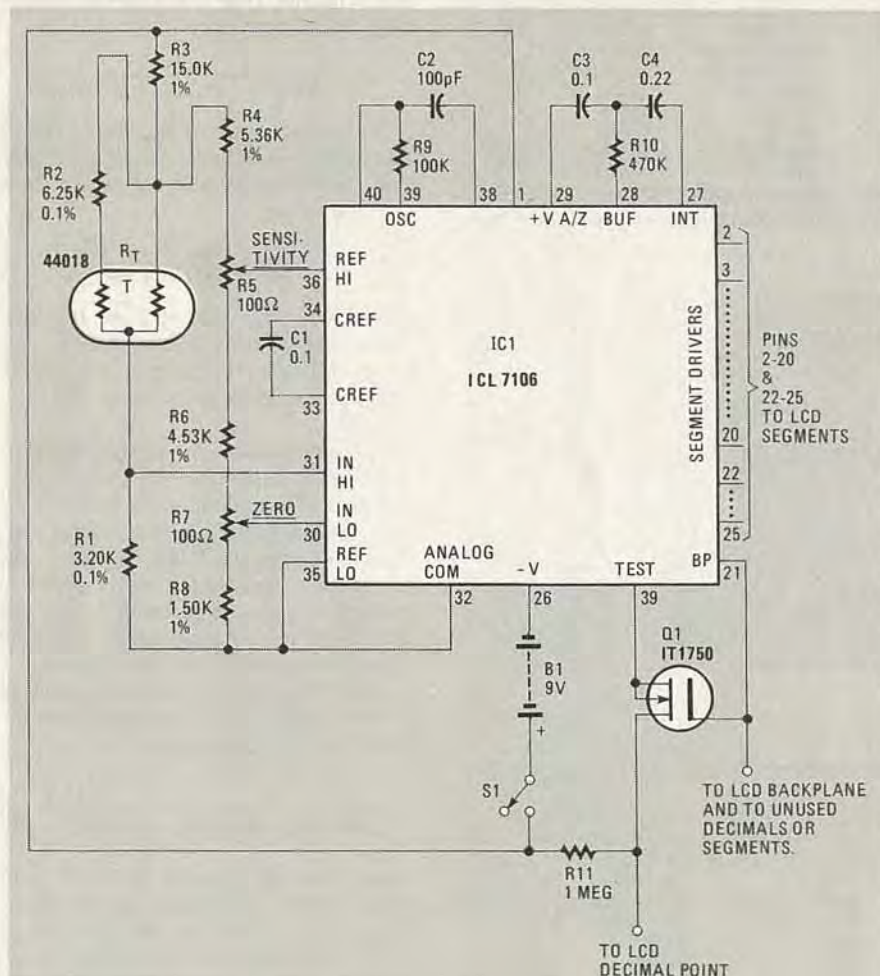 R3
15.0K
1%
R4
5.36K
1%
R2
6.25K
0.1%
44018
RT
T
C2
100pF
R9
100K
C3
0.1
C4
0.22
R10
470K
40
39
38
1
29
28
27
OSC
+V A/Z
BUF
INT
SENSI-
TIVITY
R5
100Ω
36
REF
HI
34
CREF
C1
0.1
33
CREF
IC1
ICL 7106
SEGMENT DRIVERS
2
3
20
22
25
PINS
2-20
&
22-25
TO LCD
SEGMENTS
R6
4.53K
1%
31
IN
HI
R7
100Ω
ZERO
30
IN
LO
R1
3.20K
0.1%
R8
1.50K
1%
35
REF
LO
ANALOG
COM
32
-V
26
TEST
39
BP
21
B1
9V
+
Q1
IT1750
S1
R11
1 MEG
TO LCD BACKPLANE
AND TO UNUSED
DECIMALS OR
SEGMENTS.
TO LCD
DECIMAL POINT